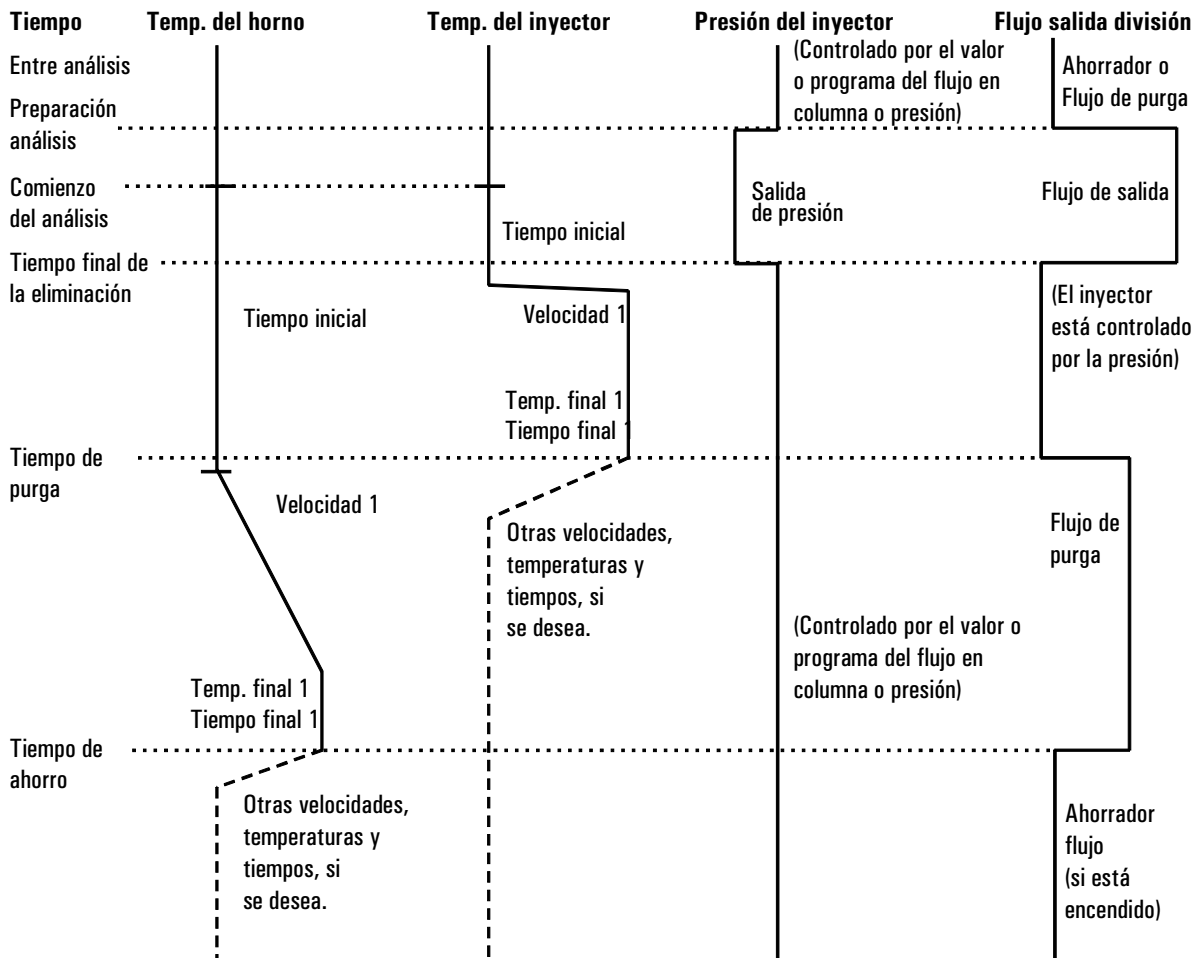 Tiempo Temp. del horno Temp. del inyector Presión del inyector Flujo salida división
Entre análisis
(Controlado por el valor
o programa del flujo en
columna o presión)
Ahorrador o
Flujo de purga
Preparación
análisis
Comienzo
del análisis
Salida
de presión
Flujo de salida
Tiempo inicial
Tiempo final de
la eliminación
Tiempo inicial
Velocidad 1
(El inyector
está controlado
por la presión)
Temp. final 1
Tiempo final 1
Tiempo de
purga
Velocidad 1
Otras velocidades,
temperaturas y
tiempos, si
se desea.
Flujo de
purga
(Controlado por el valor o
programa del flujo en
columna o presión)
Temp. final 1
Tiempo final 1
Tiempo de
ahorro
Otras velocidades,
temperaturas y
tiempos, si
se desea.
Ahorrador
flujo
(si está
encendido)